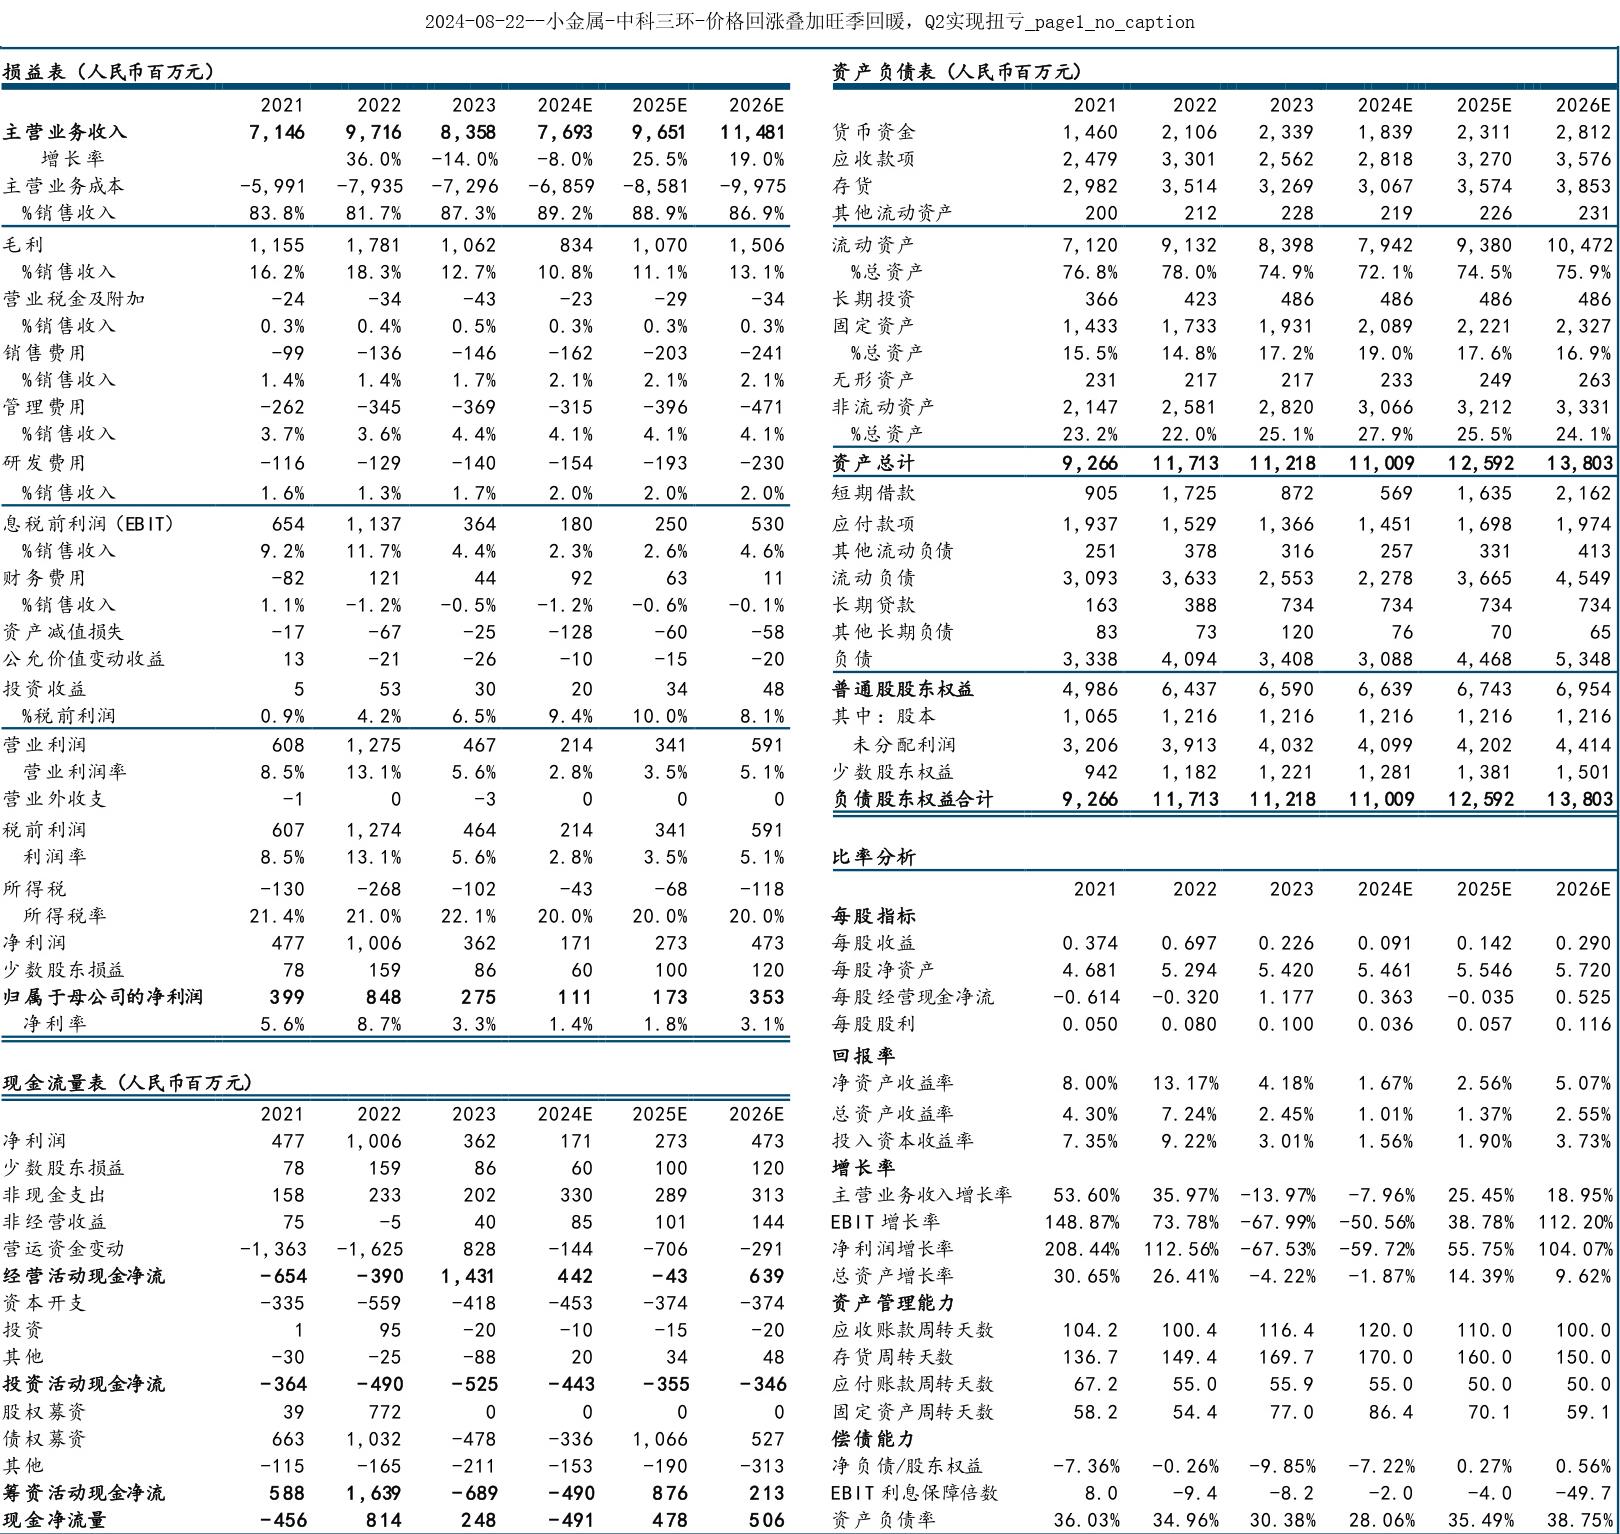 2024-08-22--小金属-中科三环-价格回涨叠加旺季回暖，Q2实现扭亏_page1_no_caption
损益表（人民币百万元）
2021 2022 2023 2024E 2025E 2026E
主营业务收入 7,146 9,716 8,358 7,693 9,651 11,481
增长率 36.0% -14.0% -8.0% 25.5% 19.0%
主营业务成本 -5,991 -7,935 -7,296 -6,859 -8,581 -9,975
%销售收入 83.8% 81.7% 87.3% 89.2% 88.9% 86.9%
毛利 1,155 1,781 1,062 834 1,070 1,506
%销售收入 16.2% 18.3% 12.7% 10.8% 11.1% 13.1%
营业税金及附加 -24 -34 -43 -23 -29 -34
%销售收入 0.3% 0.4% 0.5% 0.3% 0.3% 0.3%
销售费用 -99 -136 -146 -162 -203 -241
%销售收入 1.4% 1.4% 1.7% 2.1% 2.1% 2.1%
管理费用 -262 -345 -369 -315 -396 -471
%销售收入 3.7% 3.6% 4.4% 4.1% 4.1% 4.1%
研发费用 -116 -129 -140 -154 -193 -230
%销售收入 1.6% 1.3% 1.7% 2.0% 2.0% 2.0%
息税前利润（EBIT） 654 1,137 364 180 250 530
%销售收入 9.2% 11.7% 4.4% 2.3% 2.6% 4.6%
财务费用 -82 121 44 92 63 11
%销售收入 1.1% -1.2% -0.5% -1.2% -0.6% -0.1%
资产减值损失 -17 -67 -25 -128 -60 -58
公允价值变动收益 13 -21 -26 -10 -15 -20
投资收益 5 53 30 20 34 48
%税前利润 0.9% 4.2% 6.5% 9.4% 10.0% 8.1%
营业利润 608 1,275 467 214 341 591
营业利润率 8.5% 13.1% 5.6% 2.8% 3.5% 5.1%
营业外收支 -1 0 -3 0 0 0
税前利润 607 1,274 464 214 341 591
利润率 8.5% 13.1% 5.6% 2.8% 3.5% 5.1%
所得税 -130 -268 -102 -43 -68 -118
所得税率 21.4% 21.0% 22.1% 20.0% 20.0% 20.0%
净利润 477 1,006 362 171 273 473
少数股东损益 78 159 86 60 100 120
归属于母公司的净利润 399 848 275 111 173 353
净利率 5.6% 8.7% 3.3% 1.4% 1.8% 3.1%
现金流量表（人民币百万元）
2021 2022 2023 2024E 2025E 2026E
净利润 477 1,006 362 171 273 473
少数股东损益 78 159 86 60 100 120
非现金支出 158 233 202 330 289 313
非经营收益 75 -5 40 85 101 144
营运资金变动 -1,363 -1,625 828 -144 -706 -291
经营活动现金净流 -654 -390 1,431 442 -43 639
资本开支 -335 -559 -418 -453 -374 -374
投资 1 95 -20 -10 -15 -20
其他 -30 -25 -88 20 34 48
投资活动现金净流 -364 -490 -525 -443 -355 -346
股权募资 39 772 0 0 0 0
债权募资 663 1,032 -478 -336 1,066 527
其他 -115 -165 -211 -153 -190 -313
筹资活动现金净流 588 1,639 -689 -490 876 213
现金净流量 -456 814 248 -491 478 506
资产负债表（人民币百万元）
2021 2022 2023 2024E 2025E 2026E
货币资金 1,460 2,106 2,339 1,839 2,311 2,812
应收款项 2,479 3,301 2,562 2,818 3,270 3,576
存货 2,982 3,514 3,269 3,067 3,574 3,853
其他流动资产 200 212 228 219 226 231
流动资产 7,120 9,132 8,398 7,942 9,380 10,472
%总资产 76.8% 78.0% 74.9% 72.1% 74.5% 75.9%
长期投资 366 423 486 486 486 486
固定资产 1,433 1,733 1,931 2,089 2,221 2,327
%总资产 15.5% 14.8% 17.2% 19.0% 17.6% 16.9%
无形资产 231 217 217 233 249 263
非流动资产 2,147 2,581 2,820 3,066 3,212 3,331
%总资产 23.2% 22.0% 25.1% 27.9% 25.5% 24.1%
资产总计 9,266 11,713 11,218 11,009 12,592 13,803
短期借款 905 1,725 872 569 1,635 2,162
应付款项 1,937 1,529 1,366 1,451 1,698 1,974
其他流动负债 251 378 316 257 331 413
流动负债 3,093 3,633 2,553 2,278 3,665 4,549
长期贷款 163 388 734 734 734 734
其他长期负债 83 73 120 76 70 65
负债 3,338 4,094 3,408 3,088 4,468 5,348
普通股股东权益 4,986 6,437 6,590 6,639 6,743 6,954
其中：股本 1,065 1,216 1,216 1,216 1,216 1,216
未分配利润 3,206 3,913 4,032 4,099 4,202 4,414
少数股东权益 942 1,182 1,221 1,281 1,381 1,501
负债股东权益合计 9,266 11,713 11,218 11,009 12,592 13,803
比率分析
2021 2022 2023 2024E 2025E 2026E
每股指标
每股收益 0.374 0.697 0.226 0.091 0.142 0.290
每股净资产 4.681 5.294 5.420 5.461 5.546 5.720
每股经营现金净流 -0.614 -0.320 1.177 0.363 -0.035 0.525
每股股利 0.050 0.080 0.100 0.036 0.057 0.116
回报率
净资产收益率 8.00% 13.17% 4.18% 1.67% 2.56% 5.07%
总资产收益率 4.30% 7.24% 2.45% 1.01% 1.37% 2.55%
投入资本收益率 7.35% 9.22% 3.01% 1.56% 1.90% 3.73%
增长率
主营业务收入增长率 53.60% 35.97% -13.97% -7.96% 25.45% 18.95%
EBIT增长率 148.87% 73.78% -67.99% -50.56% 38.78% 112.20%
净利润增长率 208.44% 112.56% -67.53% -59.72% 55.75% 104.07%
总资产增长率 30.65% 26.41% -4.22% -1.87% 14.39% 9.62%
资产管理能力
应收账款周转天数 104.2 100.4 116.4 120.0 110.0 100.0
存货周转天数 136.7 149.4 169.7 170.0 160.0 150.0
应付账款周转天数 67.2 55.0 55.9 55.0 50.0 50.0
固定资产周转天数 58.2 54.4 77.0 86.4 70.1 59.1
偿债能力
净负债/股东权益 -7.36% -0.26% -9.85% -7.22% 0.27% 0.56%
EBIT利息保障倍数 8.0 -9.4 -8.2 -2.0 -4.0 -49.7
资产负债率 36.03% 34.96% 30.38% 28.06% 35.49% 38.75%